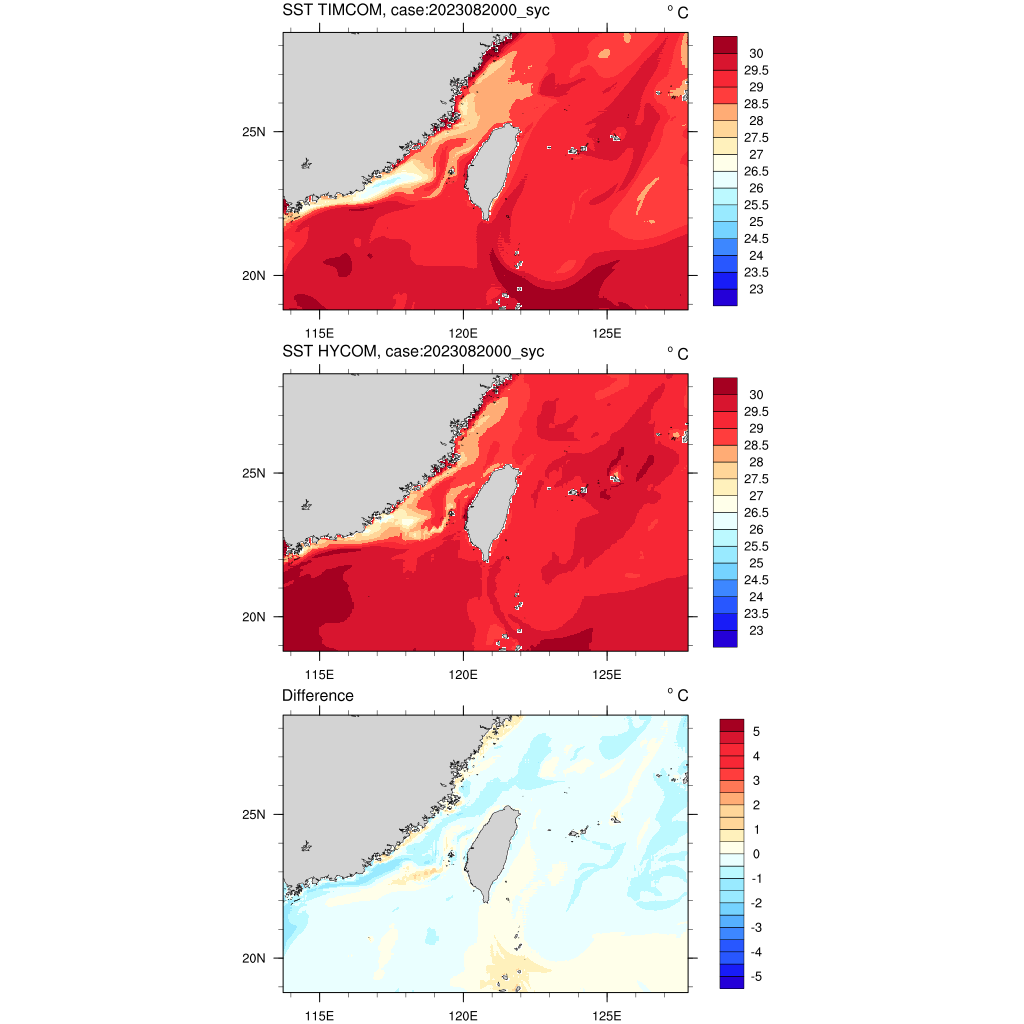 SST TIMCOM, case:2023082000_syc
° C
30
29.5
29
28.5
28
27.5
27
26.5
26
25.5
25
24.5
24
23.5
23
25N
20N
115E
120E
125E
SST HYCOM, case:2023082000_syc
° C
30
29.5
29
28.5
28
27.5
27
26.5
26
25.5
25
24.5
24
23.5
23
25N
20N
115E
120E
125E
Difference
° C
5
4
3
2
1
0
-1
-2
-3
-4
-5
25N
20N
115E
120E
125E